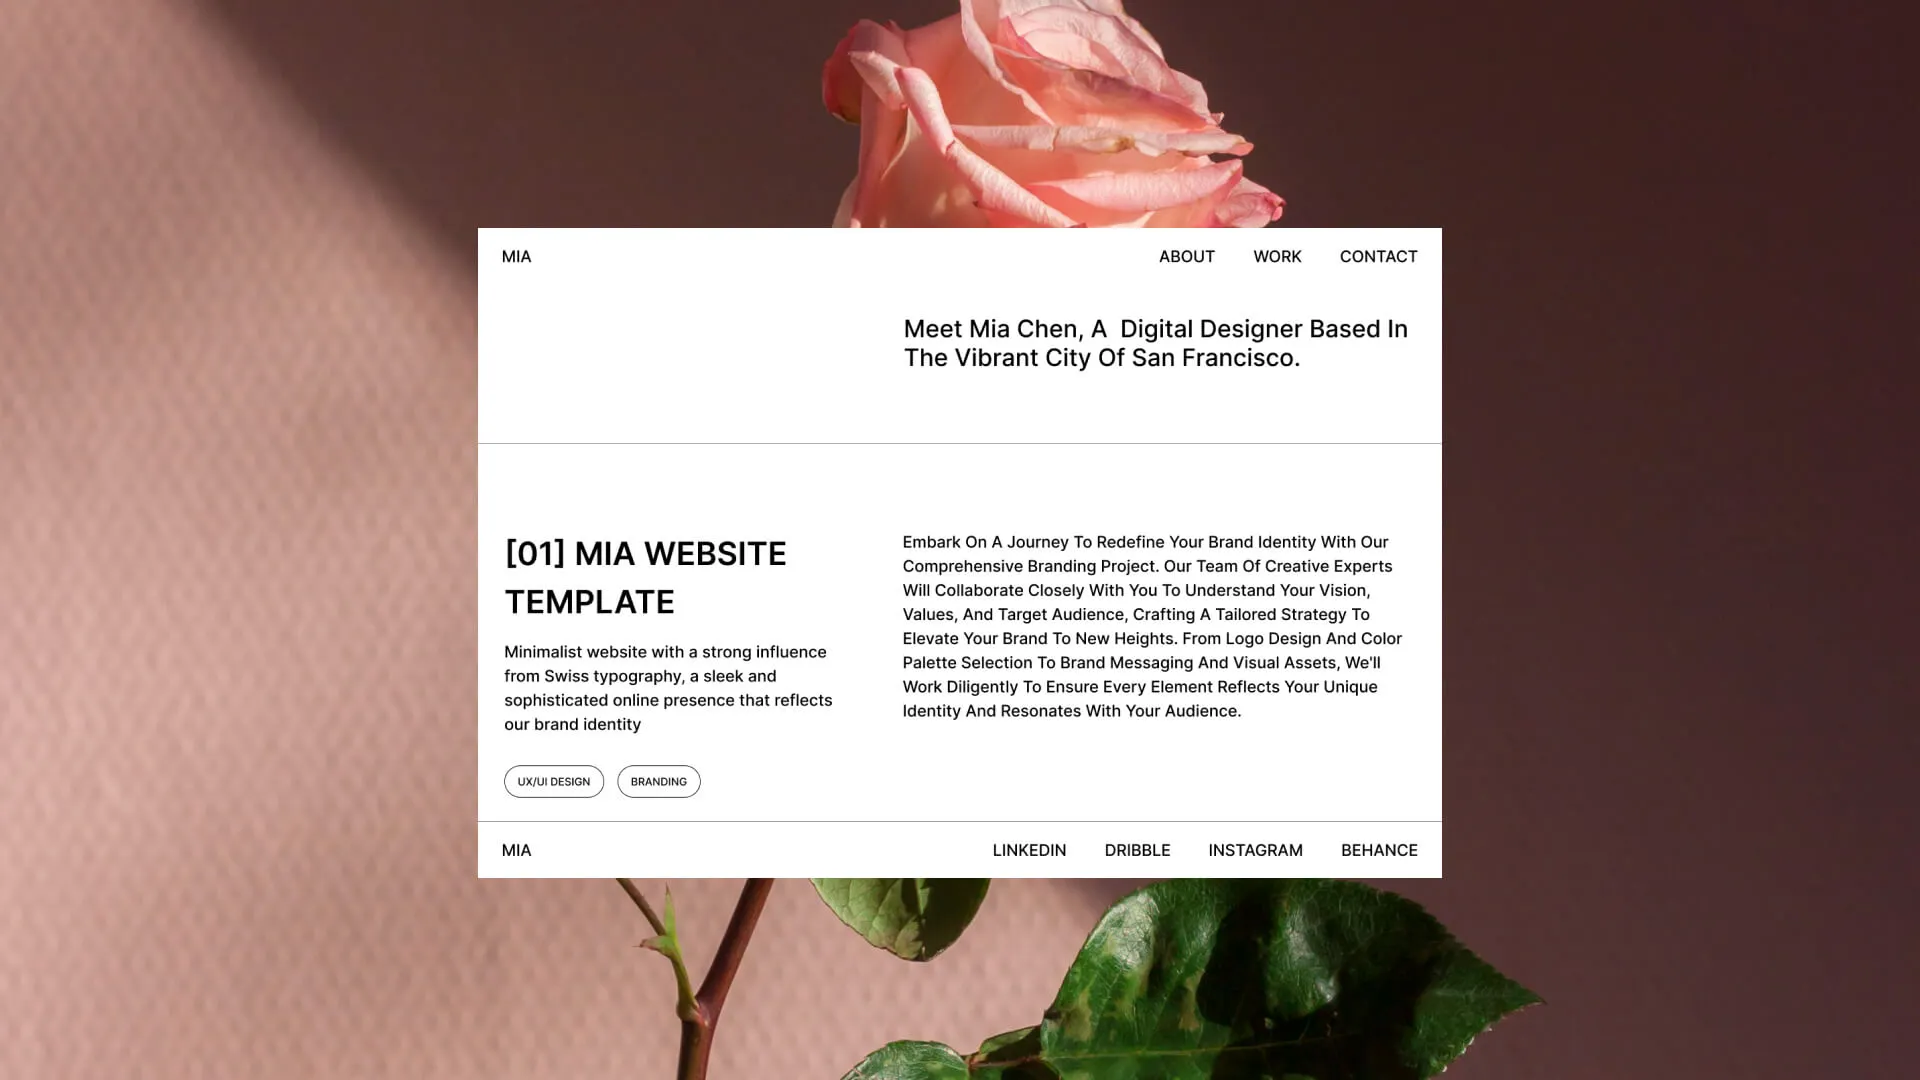 MIA
ABOUT WORK CONTACT
Meet Mia Chen, A  Digital Designer Based In
The Vibrant City Of San Francisco.
[01] MIA WEBSITE
TEMPLATE
Minimalist website with a strong influence
from Swiss typography, a sleek and
sophisticated online presence that reflects
our brand identity
UX/UI DESIGN
BRANDING
Embark On A Journey To Redefine Your Brand Identity With Our
Comprehensive Branding Project. Our Team Of Creative Experts
Will Collaborate Closely With You To Understand Your Vision,
Values, And Target Audience, Crafting A Tailored Strategy To
Elevate Your Brand To New Heights. From Logo Design And Color
Palette Selection To Brand Messaging And Visual Assets, We'll
Work Diligently To Ensure Every Element Reflects Your Unique
Identity And Resonates With Your Audience.
MIA
LINKEDIN DRIBBLE INSTAGRAM BEHANCE